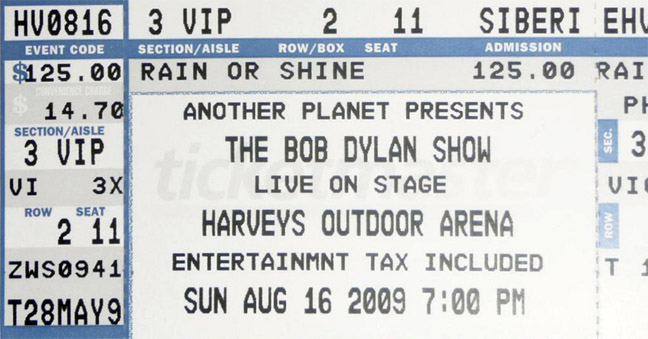 HV0816 3 VIP 2 11 SIBERI EHV
EVENT CODE SECTION/AISLE ROW/BOX SEAT ADMISSION
$125.00 RAIN OR SHINE 125.00 RAI
CONVENIENCE CHARGE
$ 14.70 ANOTHER PLANET PRESENTS PH
SECTION/AISLE THE BOB DYLAN SHOW SEC. 3
3 VIP
ticketmaster
VI 3X LIVE ON STAGE VI
ROW SEAT HARVEYS OUTDOOR ARENA ROW
2 11
ZWS0941 ENTERTAINMNT TAX INCLUDED T 1
T28MAY9 SUN AUG 16 2009 7:00 PM